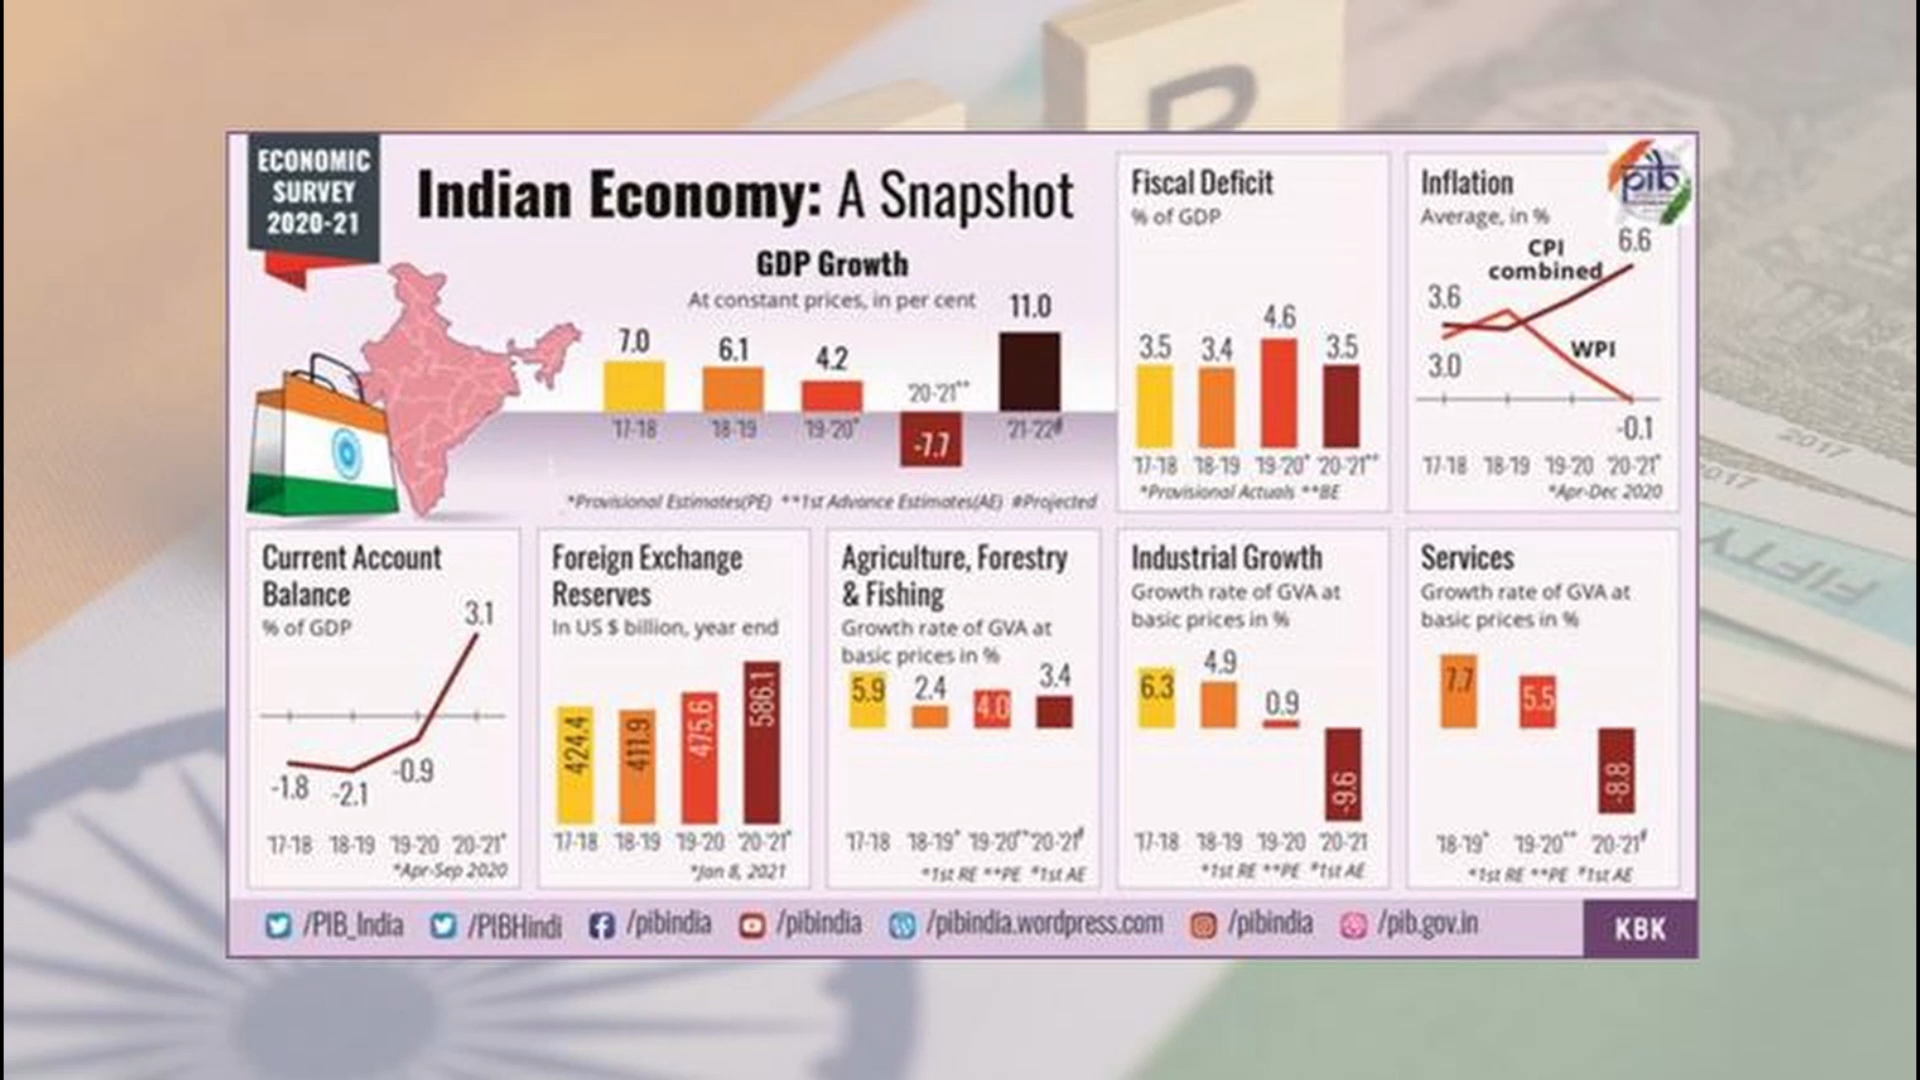 ECONOMIC
SURVEY
2020-21
Indian Economy: A Snapshot
GDP Growth
At constant prices, in per cent
7.0
6.1
4.2
'20-'21**
11.0
'17-'18
'18-'19
'19-'20*
-7.7
'21-'22#
*Provisional Estimates(PE) **1st Advance Estimates(AE) #Projected
Fiscal Deficit
% of GDP
3.5
3.4
4.6
3.5
'17-'18 '18-'19 '19-'20* '20-'21**
*Provisional Actuals **BE
Inflation
Average, in %
pib
CPI
combined
6.6
3.6
3.0
WPI
-0.1
'17-'18 '18-'19 '19-'20 '20-'21*
*Apr-Dec 2020
Current Account
Balance
% of GDP
3.1
-1.8
-2.1
-0.9
'17-'18 '18-'19 '19-'20 '20-'21*
*Apr-Sep 2020
Foreign Exchange
Reserves
In US $ billion, year end
424.4
411.9
475.6
586.1
'17-'18 '18-'19 '19-'20 '20-'21*
*Jan 8, 2021
Agriculture, Forestry
& Fishing
Growth rate of GVA at
basic prices in %
5.9
2.4
4.0
3.4
'17-'18 '18-'19* '19-'20** '20-'21#
*1st RE **PE #1st AE
Industrial Growth
Growth rate of GVA at
basic prices in %
6.3
4.9
0.9
-9.6
'17-'18 '18-'19 '19-'20 '20-'21
*1st RE **PE #1st AE
Services
Growth rate of GVA at
basic prices in %
7.7
5.5
-8.8
'18-'19* '19-'20** '20-'21#
*1st RE **PE #1st AE
/PIB_India /PIBHindi /pibindia /pibindia /pibindia.wordpress.com /pibindia /pib.gov.in
KBK
R
2017
2017
FIFTY